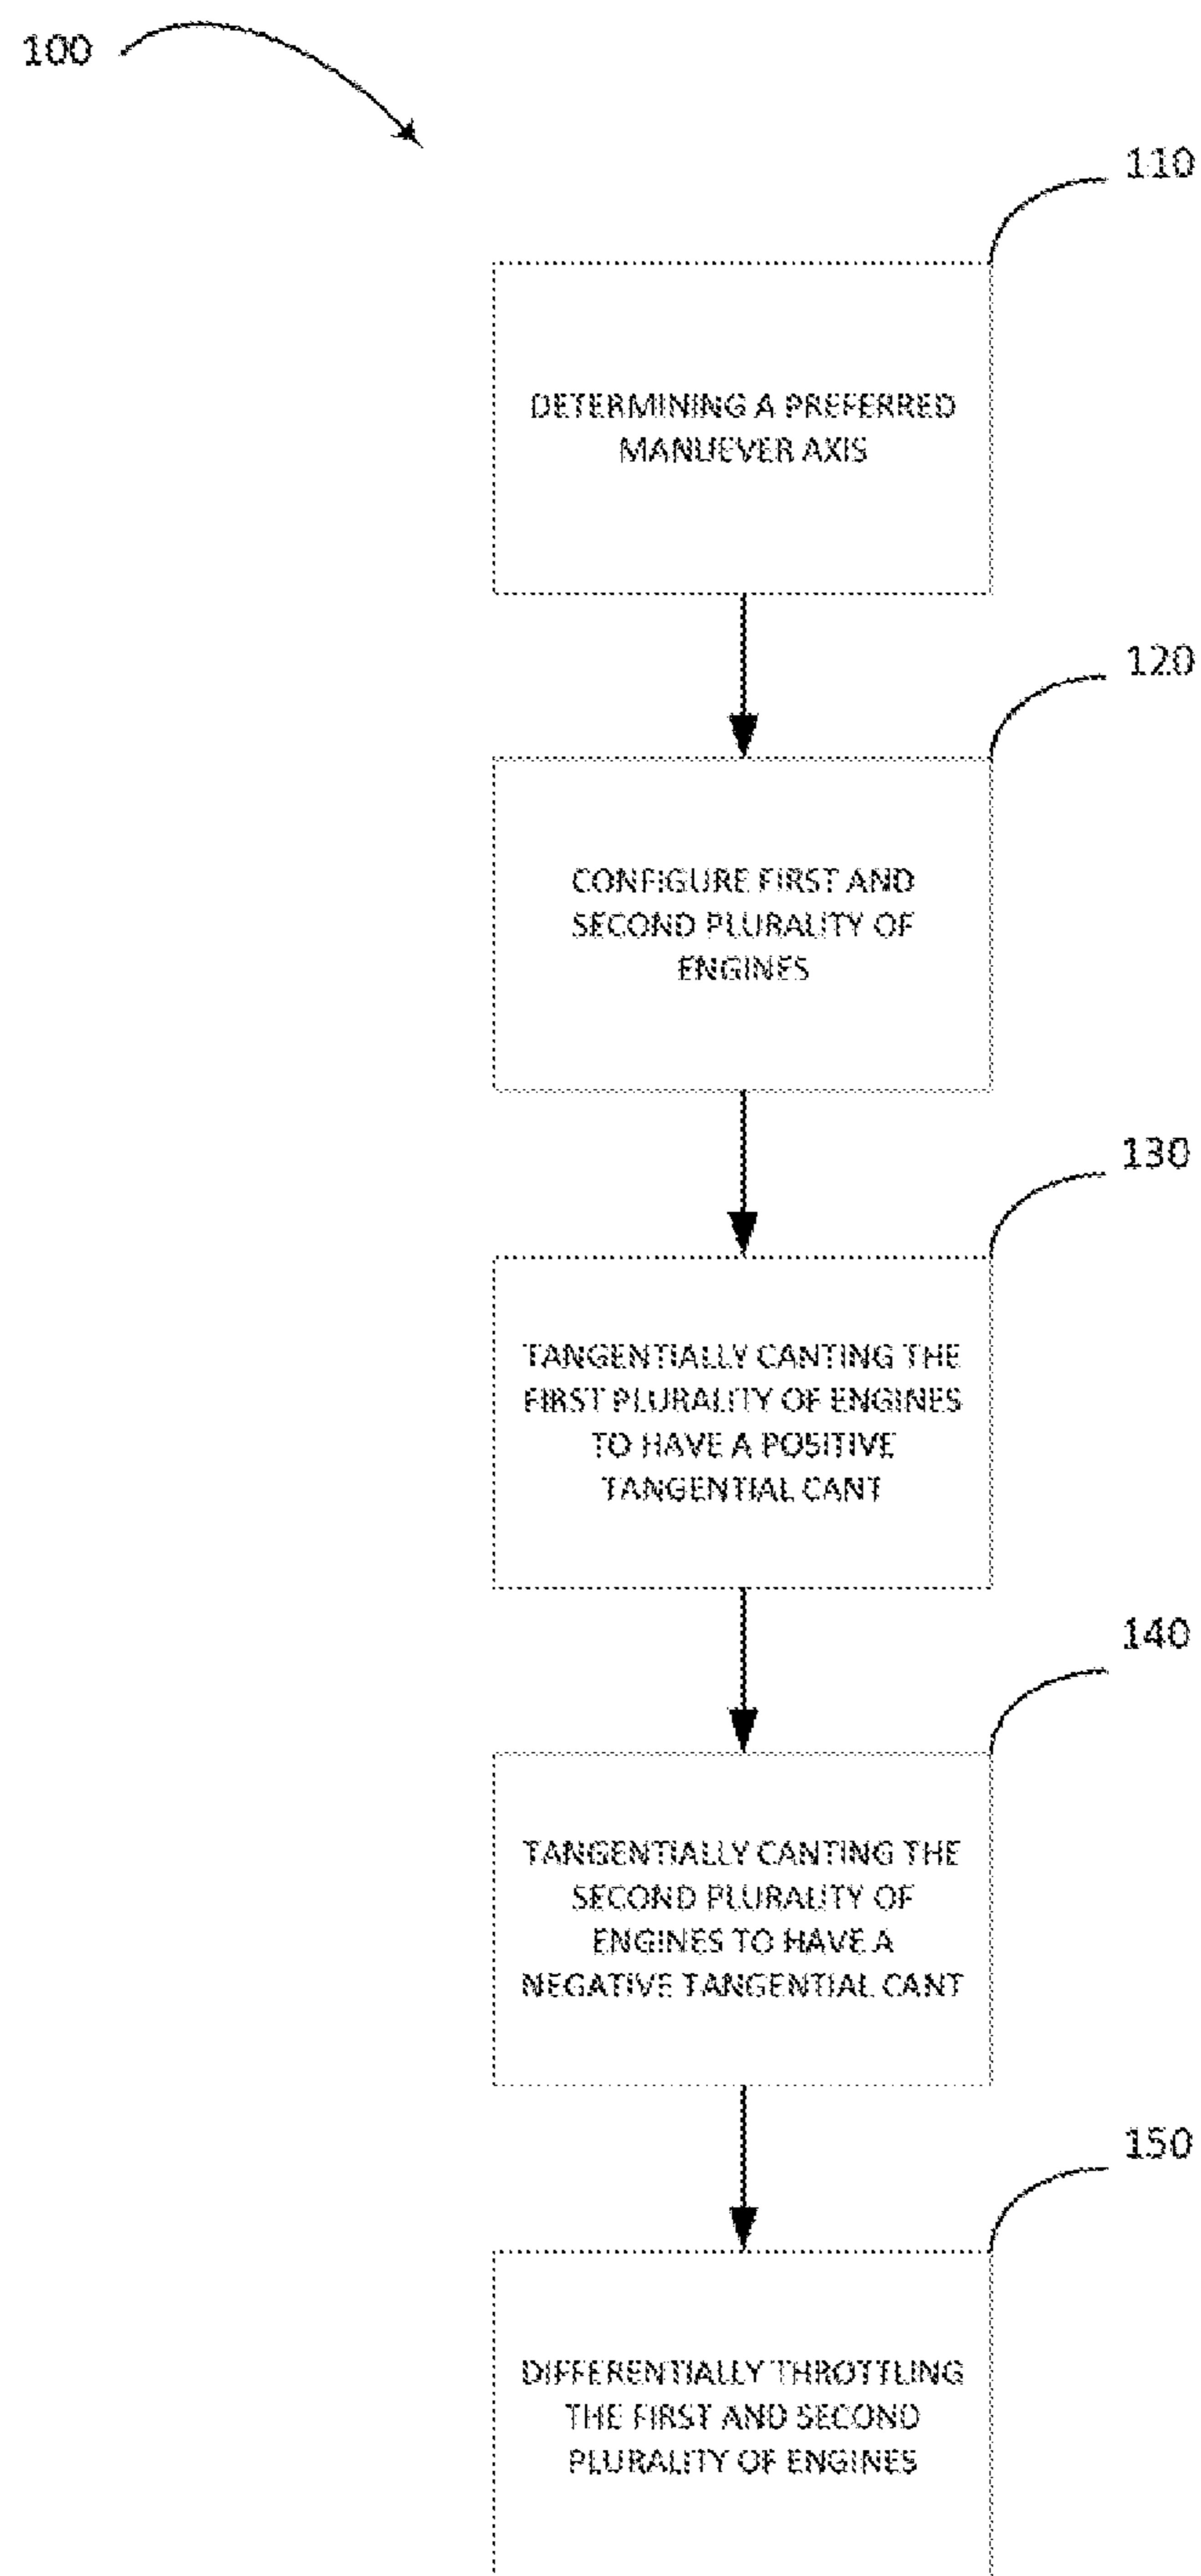 100
110
DETERMINING A PREFERRED
MANUEVER AXIS
120
CONFIGURE FIRST AND
SECOND PLURALITY OF
ENGINES
130
TANGENTIALLY CANTING THE
FIRST PLURALITY OF ENGINES
TO HAVE A POSITIVE
TANGENTIAL CANT
140
TANGENTIALLY CANTING THE
SECOND PLURALITY OF
ENGINES TO HAVE A
NEGATIVE TANGENTIAL CANT
150
DIFFERENTIALLY THROTTLING
THE FIRST AND SECOND
PLURALITY OF ENGINES